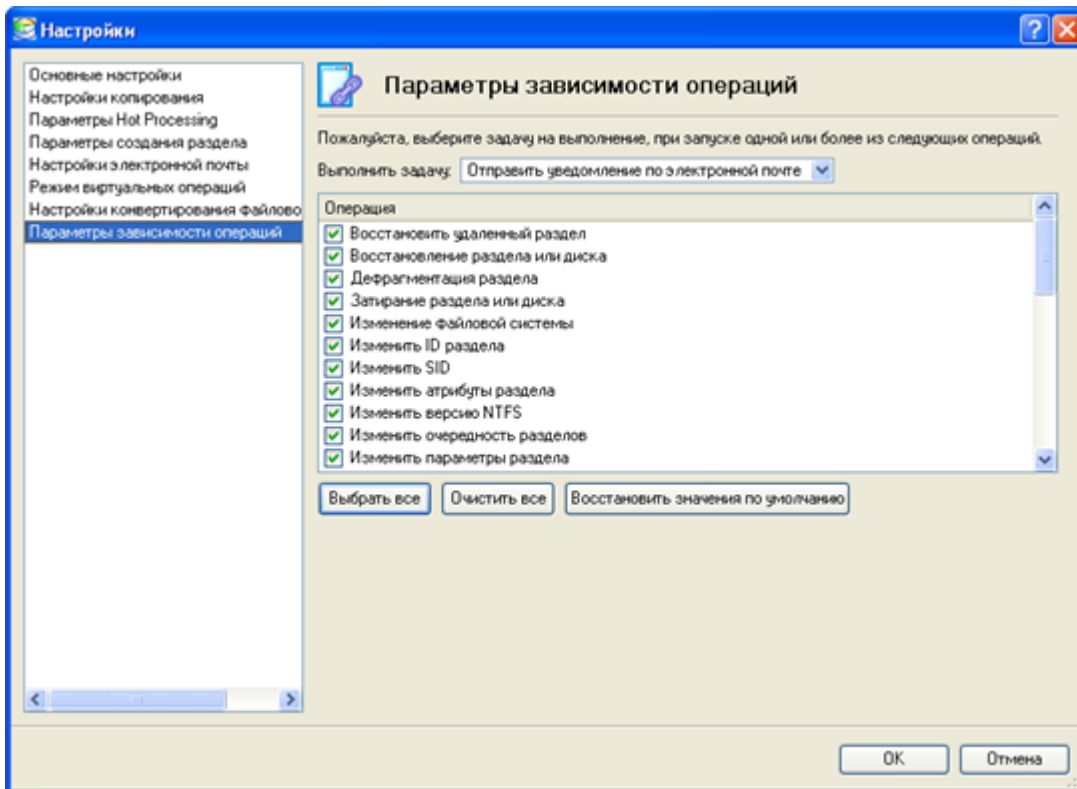 Настройки
Основные настройки
Настройки копирования
Параметры Hot Processing
Параметры создания раздела
Настройки электронной почты
Режим виртуальных операций
Настройки конвертирования файлово
Параметры зависимости операций
Параметры зависимости операций
Пожалуйста, выберите задачу на выполнение, при запуске одной или более из следующих операций.
Выполнить задачу: Отправить уведомление по электронной почте
Операция
Восстановить удаленный раздел
Восстановление раздела или диска
Дефрагментация раздела
Затирание раздела или диска
Изменение файловой системы
Изменить ID раздела
Изменить SID
Изменить атрибуты раздела
Изменить версию NTFS
Изменить очередность разделов
Изменить параметры раздела
Выбрать все Очистить все Восстановить значения по умолчанию
OK Отмена